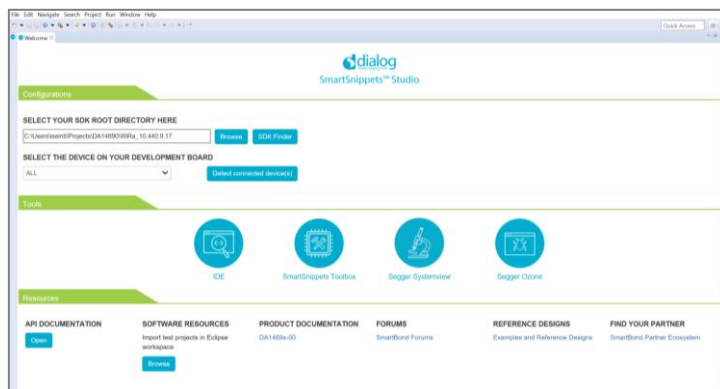 File Edit Navigate Search Project Run Window Help
Quick Access
Welcome
dialog
SmartSnippets™ Studio
Configurations
SELECT YOUR SDK ROOT DIRECTORY HERE
Browse SDK Finder
SELECT THE DEVICE ON YOUR DEVELOPMENT BOARD
ALL Detect connected device(s)
Tools
IDE SmartSnippets Toolbox Segger Systemview Segger Ozone
Resources
API DOCUMENTATION SOFTWARE RESOURCES PRODUCT DOCUMENTATION FORUMS REFERENCE DESIGNS FIND YOUR PARTNER
Open Import test projects in Eclipse workspace DA1469x-00 SmartBond Forums Examples and Reference Designs SmartBond Partner Ecosystem
Browse